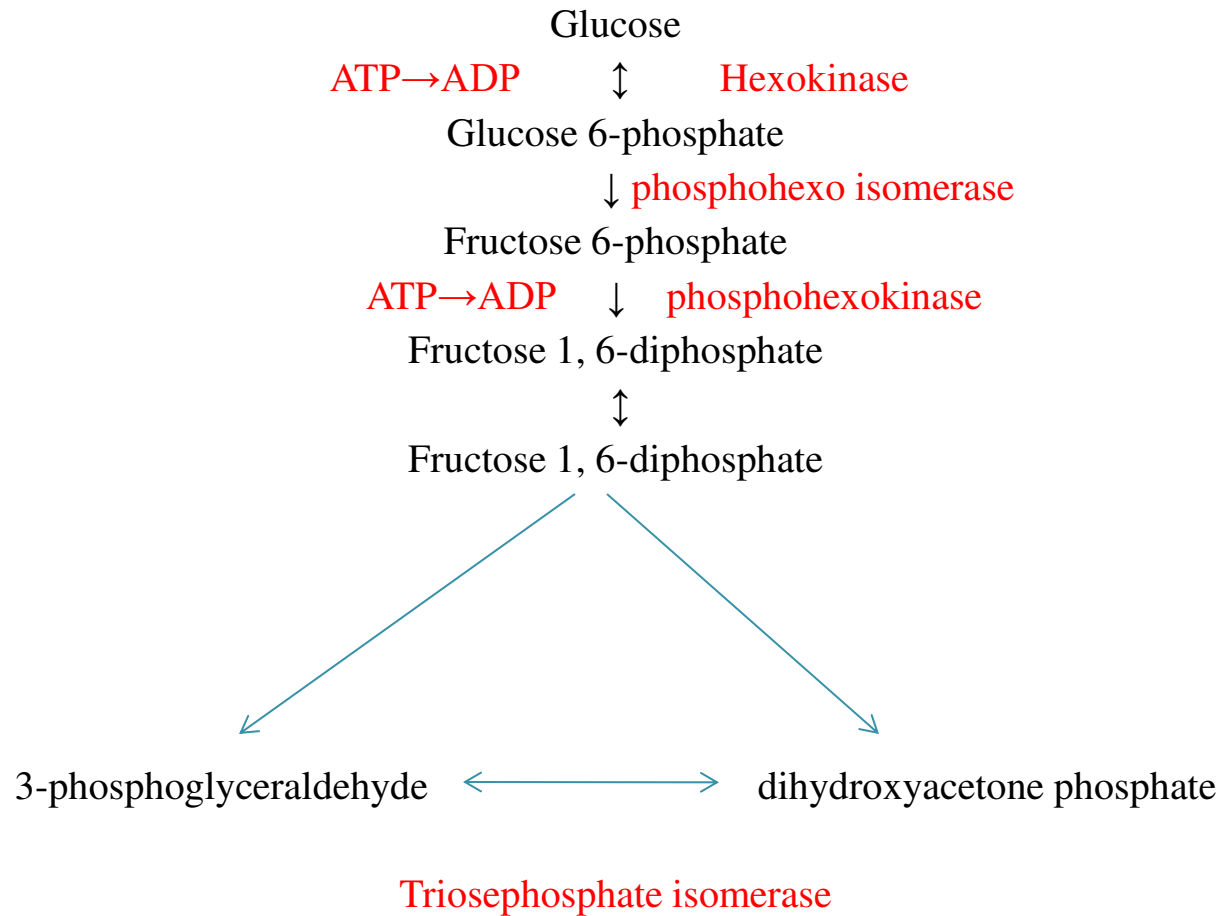 Glucose
ATP→ADP ↕ Hexokinase
Glucose 6-phosphate
↓ phosphohexo isomerase
Fructose 6-phosphate
ATP→ADP ↓ phosphohexokinase
Fructose 1, 6-diphosphate
↕
Fructose 1, 6-diphosphate
3-phosphoglyceraldehyde dihydroxyacetone phosphate
Triosephosphate isomerase